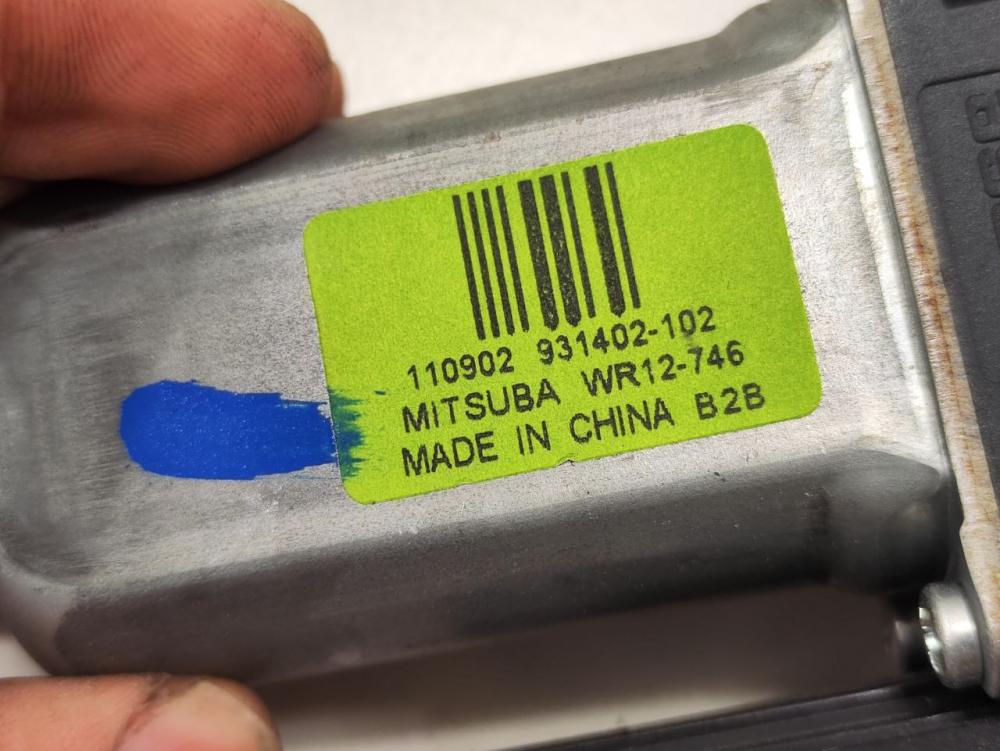 110902 931402-102
MITSUBA WR12-746
MADE IN CHINA B2B